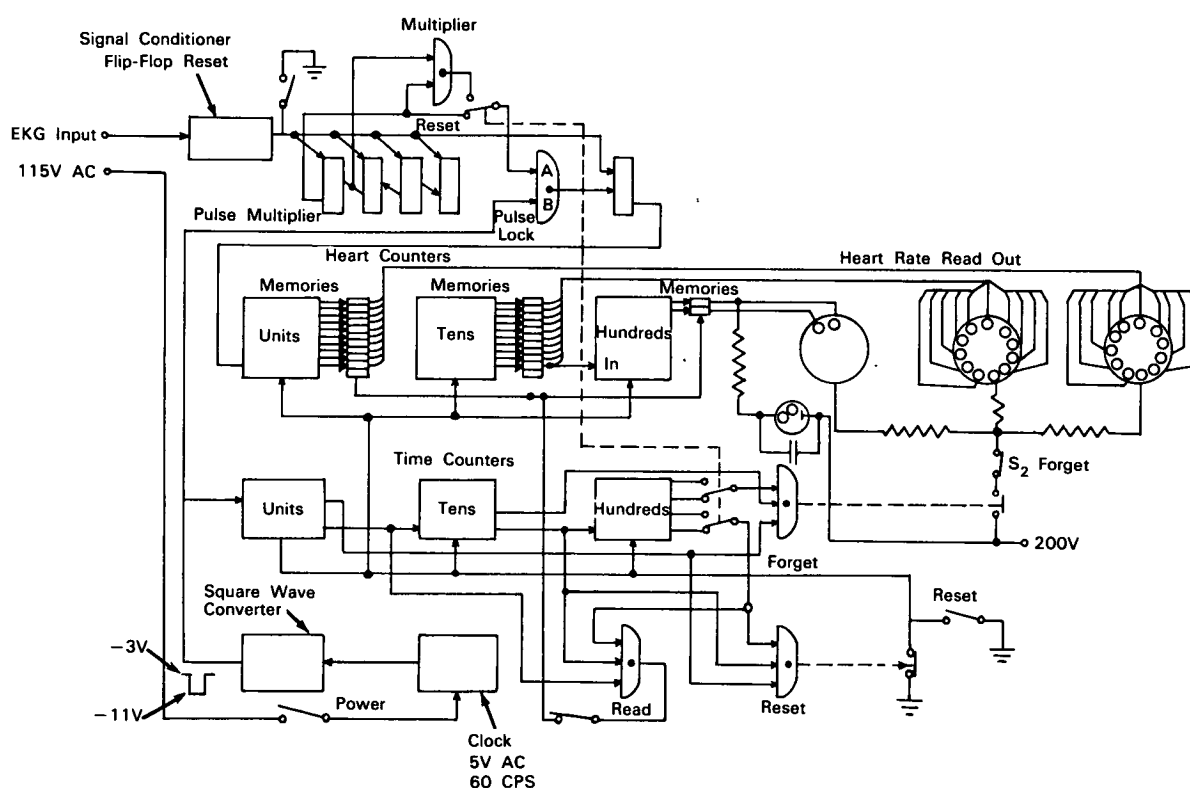 Multiplier
Signal Conditioner
Flip-Flop Reset
EKG Input
Reset
115V AC
A
B
Pulse Multiplier
Pulse
Lock
Heart Counters
Heart Rate Read Out
Memories
Memories
Memories
Units
Tens
Hundreds
In
Time Counters
S2 Forget
Units
Tens
Hundreds
200V
Forget
Square Wave
Converter
Reset
−3V
−11V
Power
Read
Reset
Clock
5V AC
60 CPS